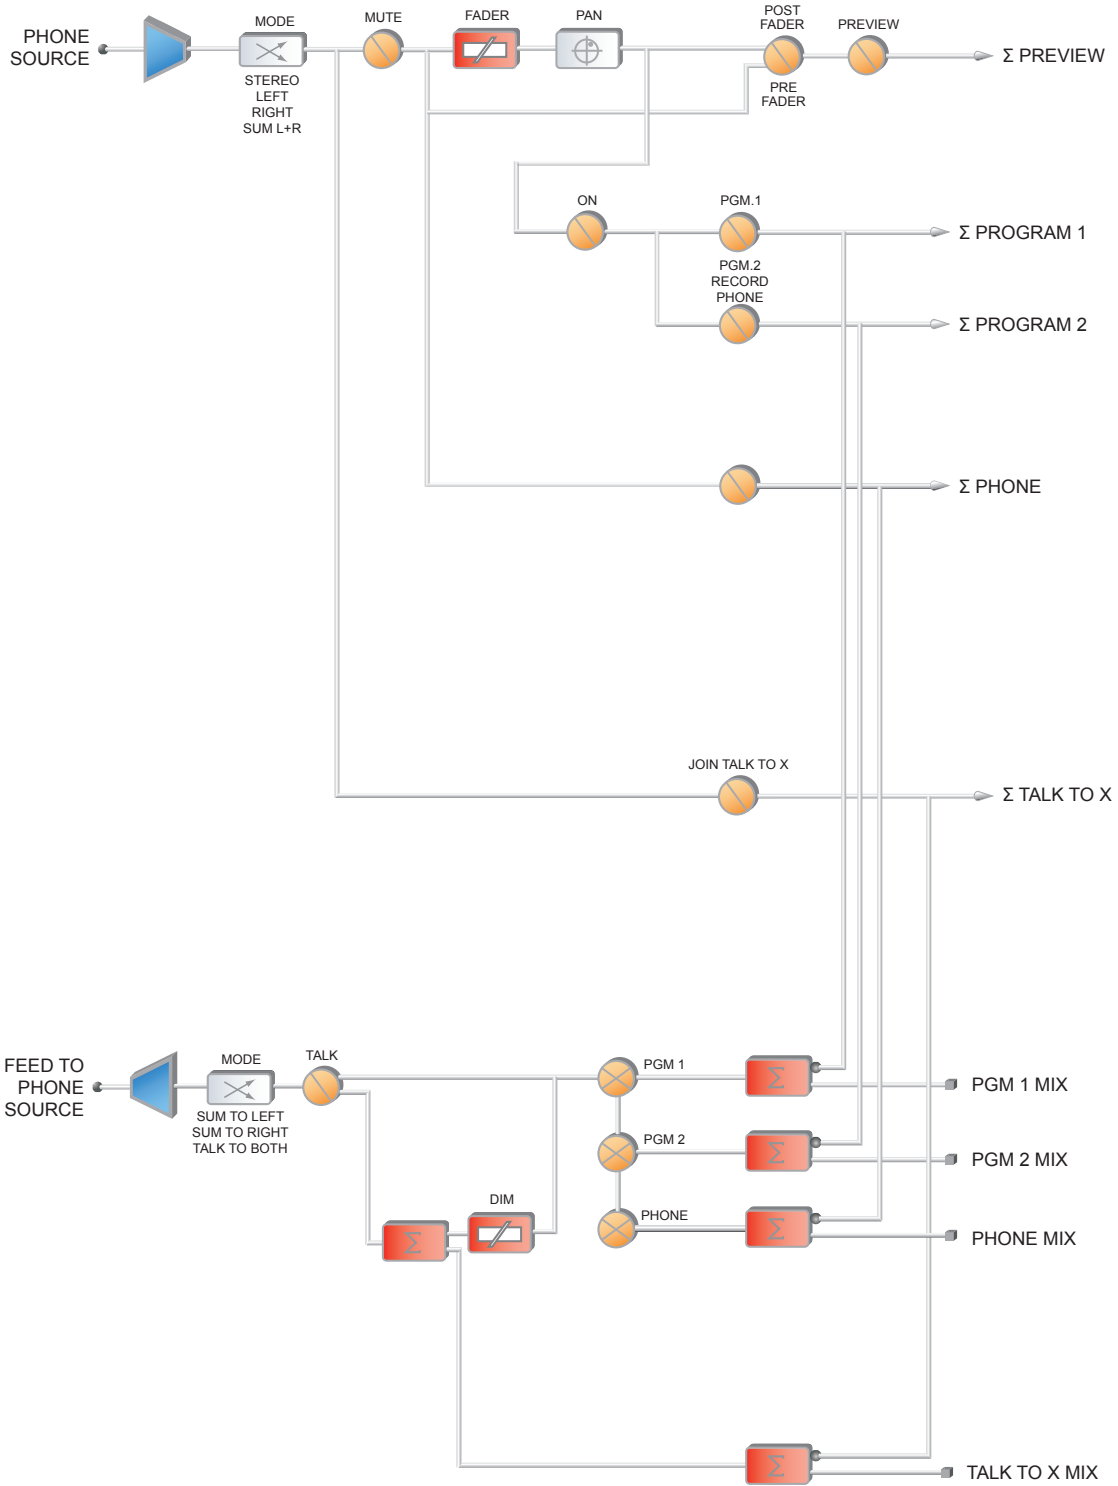 PHONE
SOURCE
MODE
STEREO
LEFT
RIGHT
SUM L+R
MUTE
FADER
PAN
POST
FADER
PRE
FADER
PREVIEW
Σ PREVIEW
ON
PGM.1
Σ PROGRAM 1
PGM.2
RECORD
PHONE
Σ PROGRAM 2
Σ PHONE
JOIN TALK TO X
Σ TALK TO X
FEED TO
PHONE
SOURCE
MODE
SUM TO LEFT
SUM TO RIGHT
TALK TO BOTH
TALK
PGM 1
Σ
PGM 1 MIX
PGM 2
Σ
PGM 2 MIX
Σ
DIM
PHONE
Σ
PHONE MIX
Σ
TALK TO X MIX